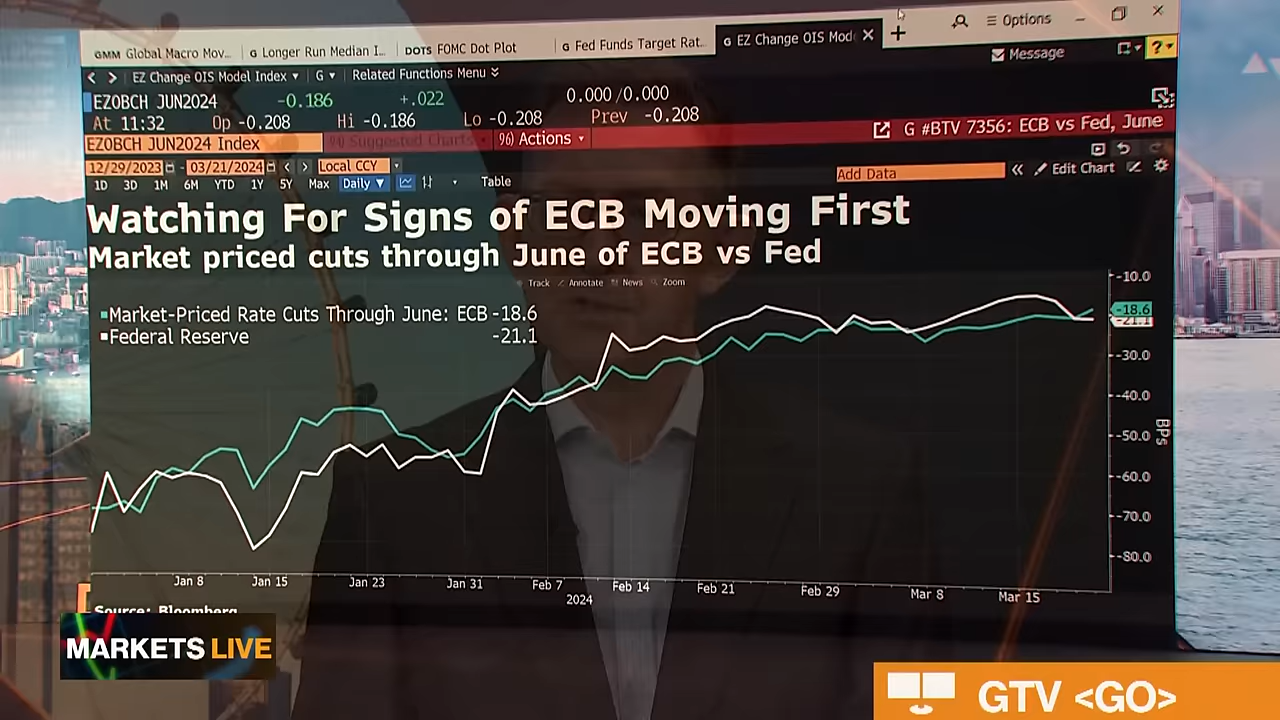 GMM Global Macro Mov..
G Longer Run Median I..
DOTS FOMC Dot Plot
G Fed Funds Target Rat..
G EZ Change OIS Mod
Options
EZ Change OIS Model Index
G
Related Functions Menu
Message
?
EZ0BCH JUN2024 -0.186 +.022 0.000/0.000
At 11:32 Op -0.208 Hi -0.186 Lo -0.208 Prev -0.208
EZ0BCH JUN2024 Index
96) Suggested Charts
96) Actions
G #BTV 7356: ECB vs Fed, June
12/29/2023 - 03/21/2024
Local CCY
Add Data
Edit Chart
1D 3D 1M 6M YTD 1Y 5Y Max Daily
Table
Watching For Signs of ECB Moving First
Market priced cuts through June of ECB vs Fed
Track Annotate News Zoom
Market-Priced Rate Cuts Through June: ECB -18.6
Federal Reserve -21.1
-10.0
-18.6
-21.1
-30.0
-40.0
-50.0
-60.0
-70.0
-80.0
BPs
Jan 8 Jan 15 Jan 23 Jan 31 Feb 7 Feb 14 Feb 21 Feb 29 Mar 8 Mar 15
2024
Source: Bloomberg
MARKETS LIVE
GTV <GO>